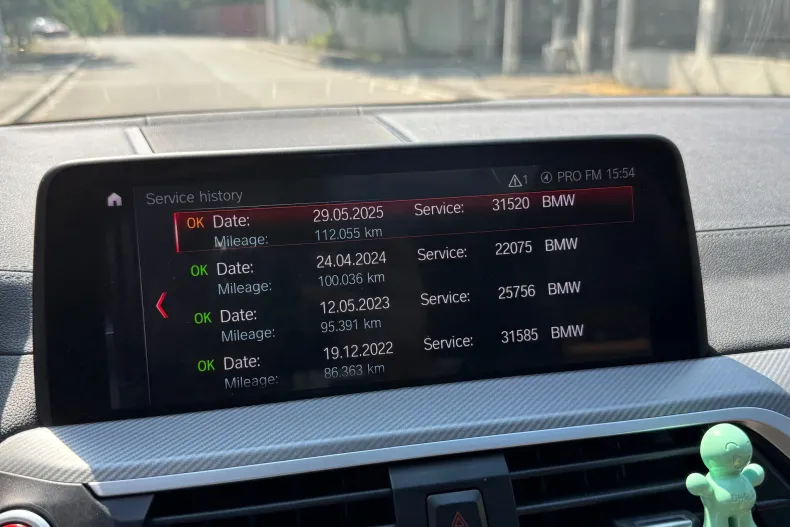 1 4 PRO FM 15:54
Service history
OK Date: 29.05.2025 Service: 31520 BMW
Mileage: 112.055 km
OK Date: 24.04.2024 Service: 22075 BMW
Mileage: 100.036 km
OK Date: 12.05.2023 Service: 25756 BMW
Mileage: 95.391 km
OK Date: 19.12.2022 Service: 31585 BMW
Mileage: 86.363 km